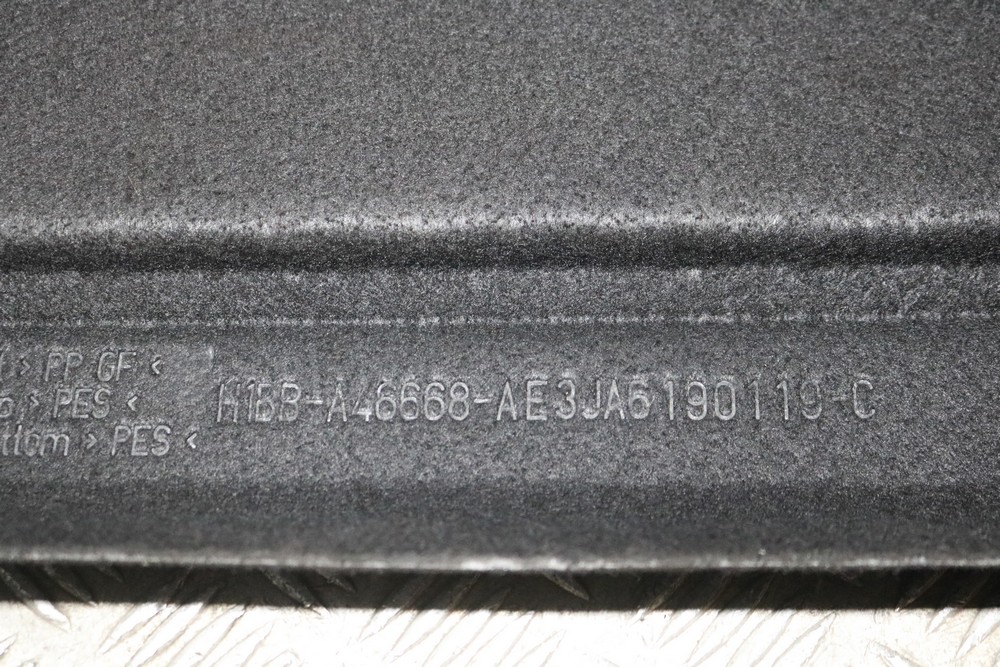 > PP GF <
> PES < H1BB-A46668-AE3JA6190119-C
ttom > PES <